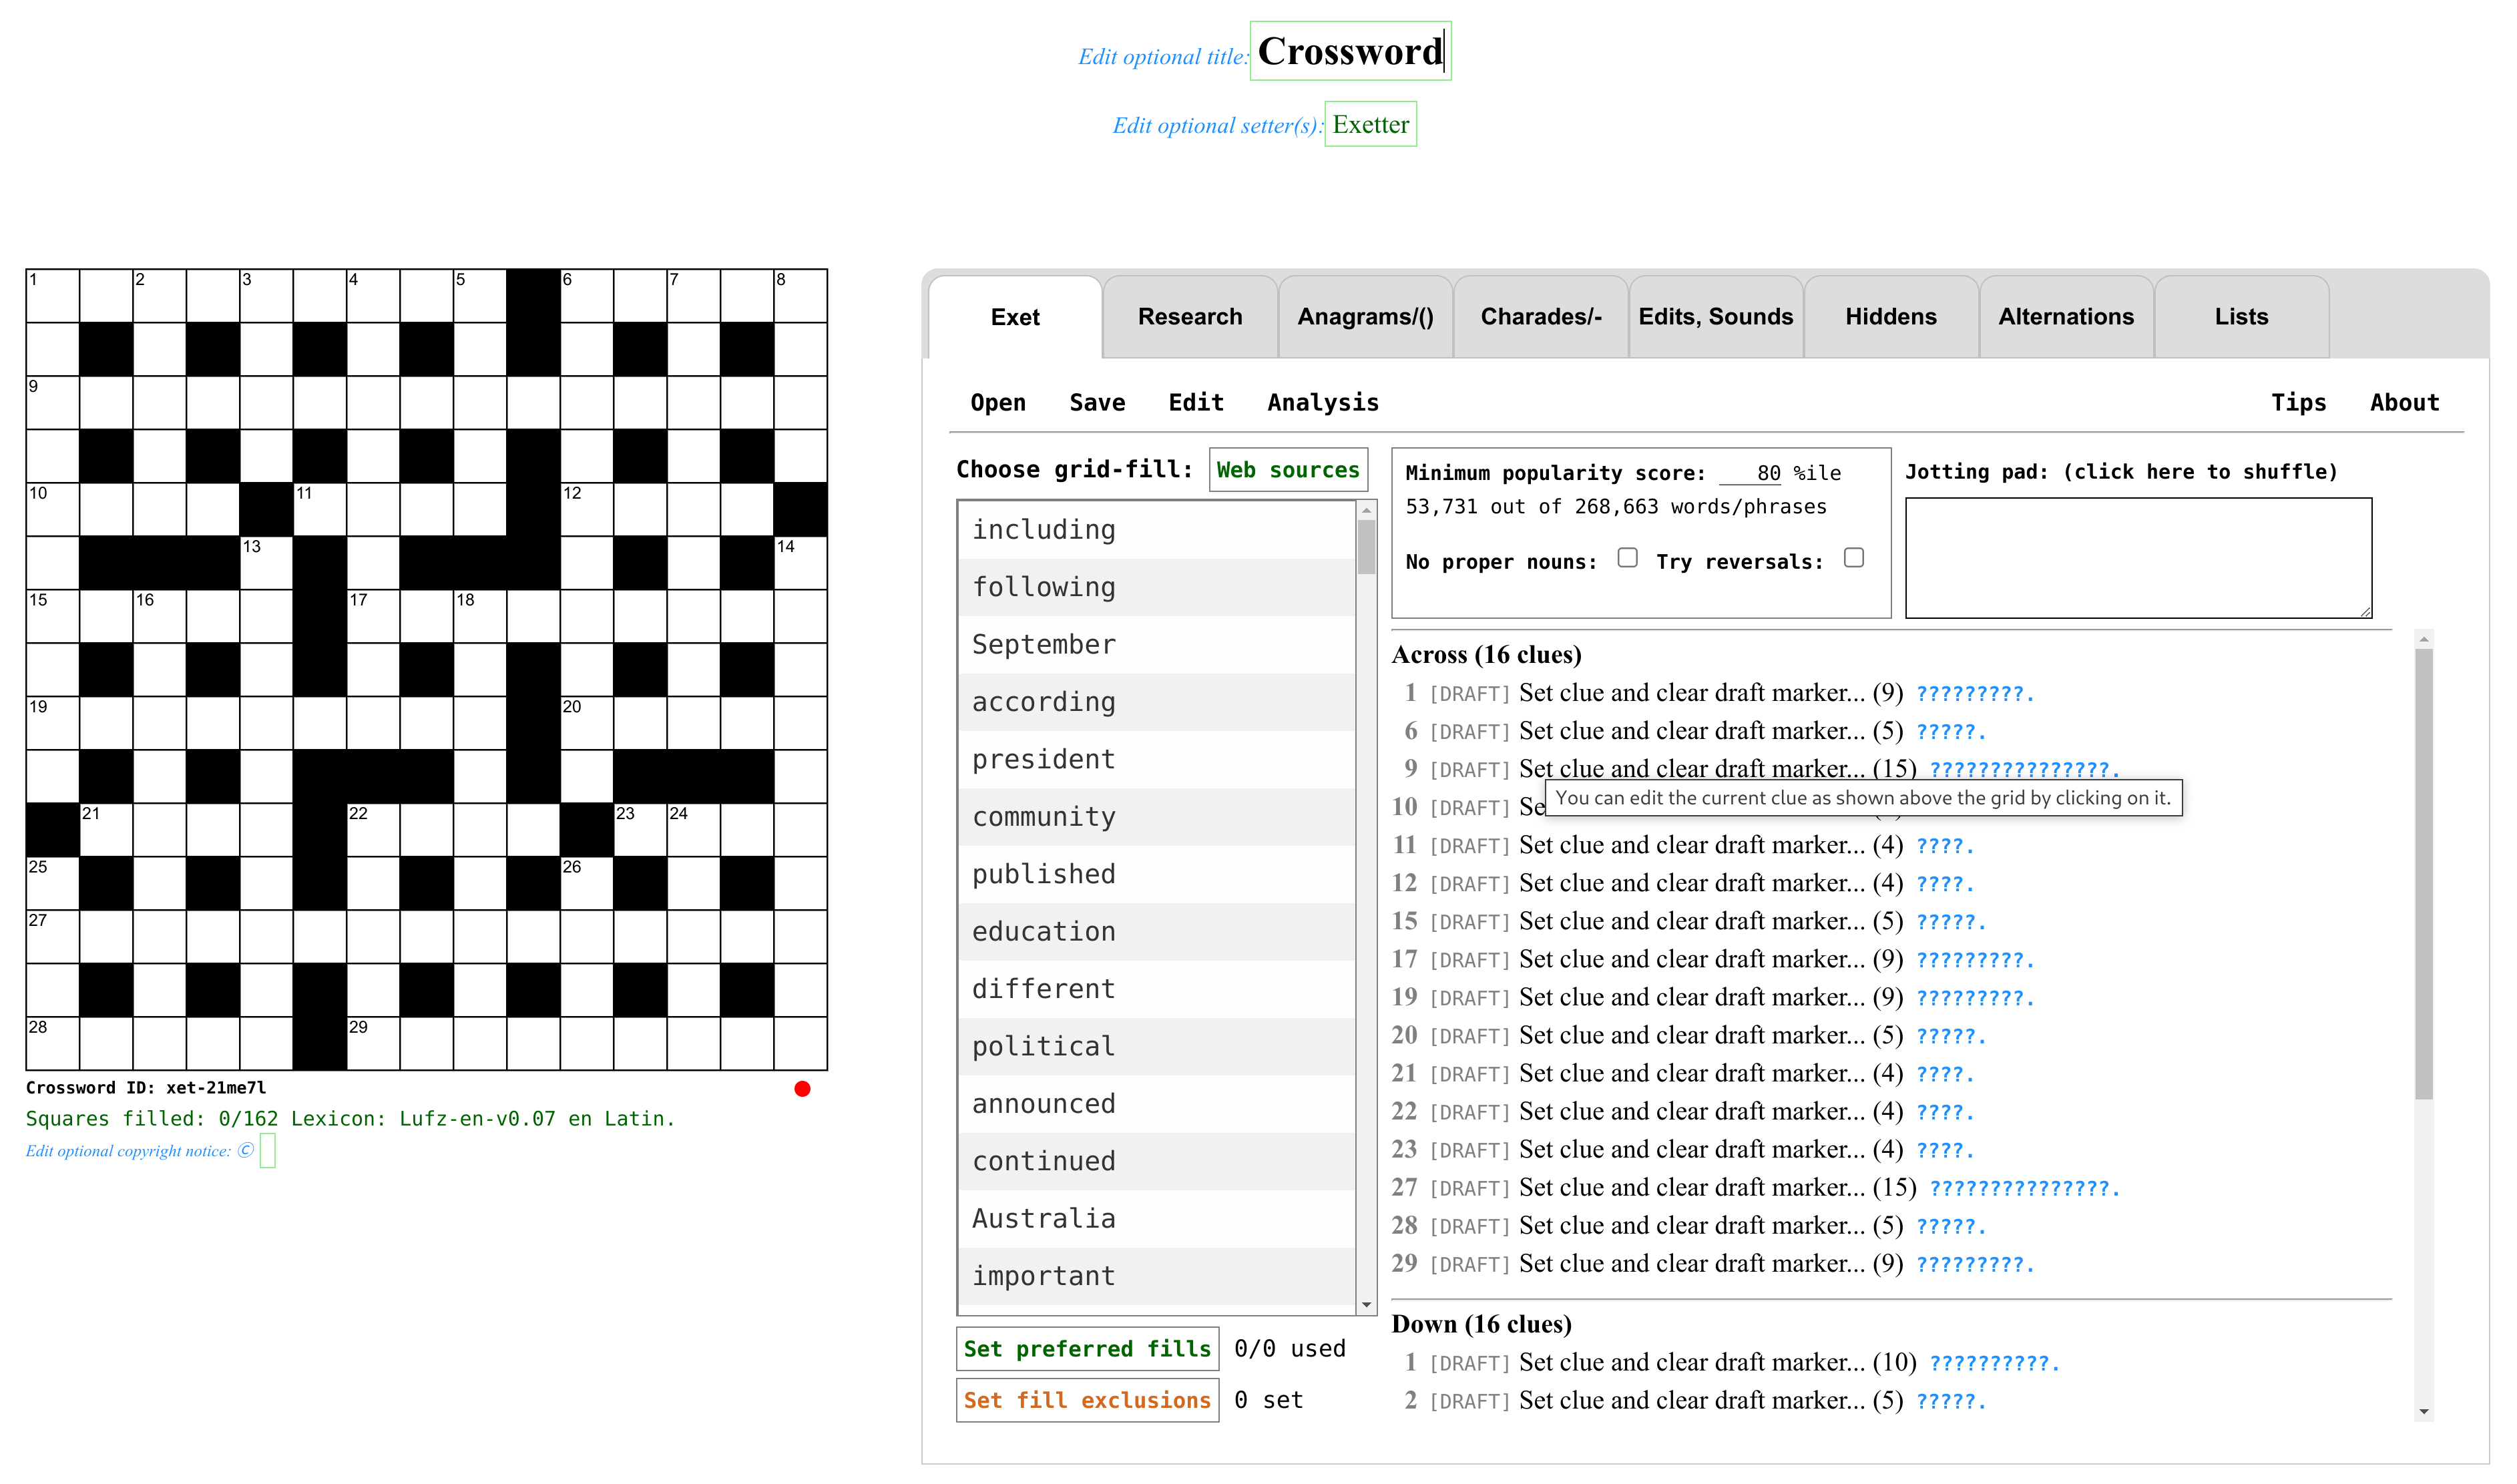 Edit optional title: Crossword
Edit optional setter(s): Exetter
1 2 3 4 5 6 7 8
9
10 11 12
13 14
15 16 17 18
19 20
21 22 23 24
25 26
27
28 29
Crossword ID: xet-21me7l
Squares filled: 0/162 Lexicon: Lufz-en-v0.07 en Latin.
Edit optional copyright notice: ©
Exet Research Anagrams/() Charades/- Edits, Sounds Hiddens Alternations Lists
Open Save Edit Analysis Tips About
Choose grid-fill: Web sources
including
following
September
according
president
community
published
education
different
political
announced
continued
Australia
important
Set preferred fills 0/0 used
Set fill exclusions 0 set
Minimum popularity score: 80 %ile
53,731 out of 268,663 words/phrases
No proper nouns: Try reversals:
Jotting pad: (click here to shuffle)
Across (16 clues)
1 [DRAFT] Set clue and clear draft marker... (9) ?????????.
6 [DRAFT] Set clue and clear draft marker... (5) ?????.
9 [DRAFT] Set clue and clear draft marker... (15) ???????????????.
You can edit the current clue as shown above the grid by clicking on it.
10 [DRAFT] Se
11 [DRAFT] Set clue and clear draft marker... (4) ????.
12 [DRAFT] Set clue and clear draft marker... (4) ????.
15 [DRAFT] Set clue and clear draft marker... (5) ?????.
17 [DRAFT] Set clue and clear draft marker... (9) ?????????.
19 [DRAFT] Set clue and clear draft marker... (9) ?????????.
20 [DRAFT] Set clue and clear draft marker... (5) ?????.
21 [DRAFT] Set clue and clear draft marker... (4) ????.
22 [DRAFT] Set clue and clear draft marker... (4) ????.
23 [DRAFT] Set clue and clear draft marker... (4) ????.
27 [DRAFT] Set clue and clear draft marker... (15) ???????????????.
28 [DRAFT] Set clue and clear draft marker... (5) ?????.
29 [DRAFT] Set clue and clear draft marker... (9) ?????????.
Down (16 clues)
1 [DRAFT] Set clue and clear draft marker... (10) ??????????.
2 [DRAFT] Set clue and clear draft marker... (5) ?????.